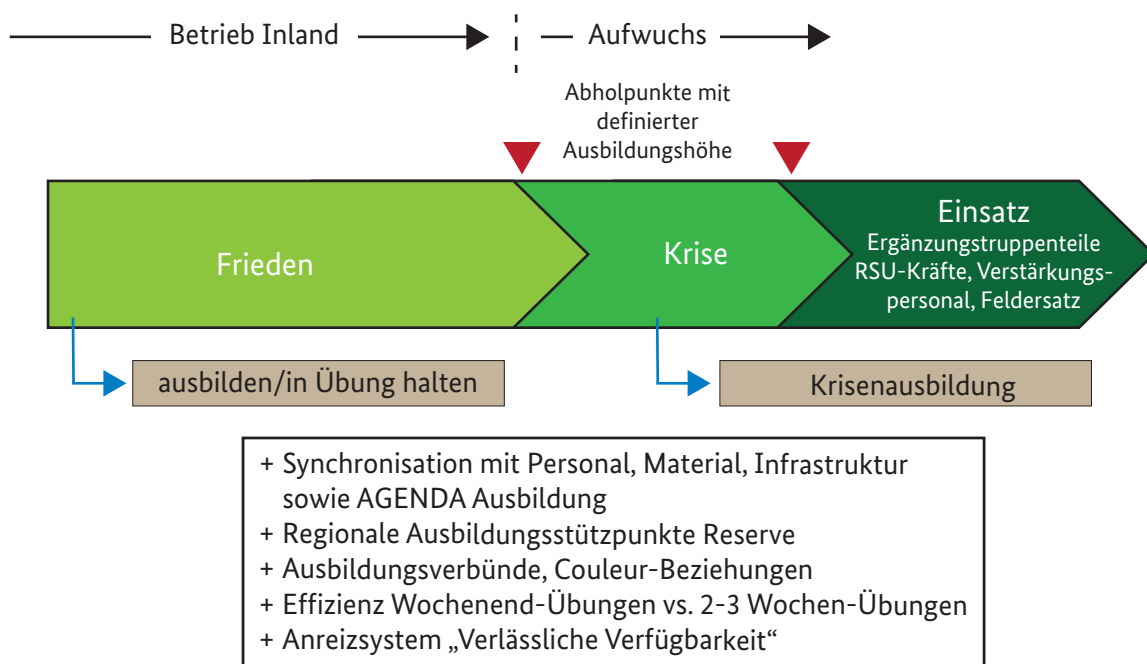 Betrieb Inland
Aufwuchs
Abholpunkte mit
definierter
Ausbildungshöhe
Frieden
Krise
Einsatz
Ergänzungstruppenteile
RSU-Kräfte, Verstärkungs-
personal, Feldersatz
ausbilden/in Übung halten
Krisenausbildung
+ Synchronisation mit Personal, Material, Infrastruktur
sowie AGENDA Ausbildung
+ Regionale Ausbildungsstützpunkte Reserve
+ Ausbildungsverbünde, Couleur-Beziehungen
+ Effizienz Wochenend-Übungen vs. 2-3 Wochen-Übungen
+ Anreizsystem „Verlässliche Verfügbarkeit“